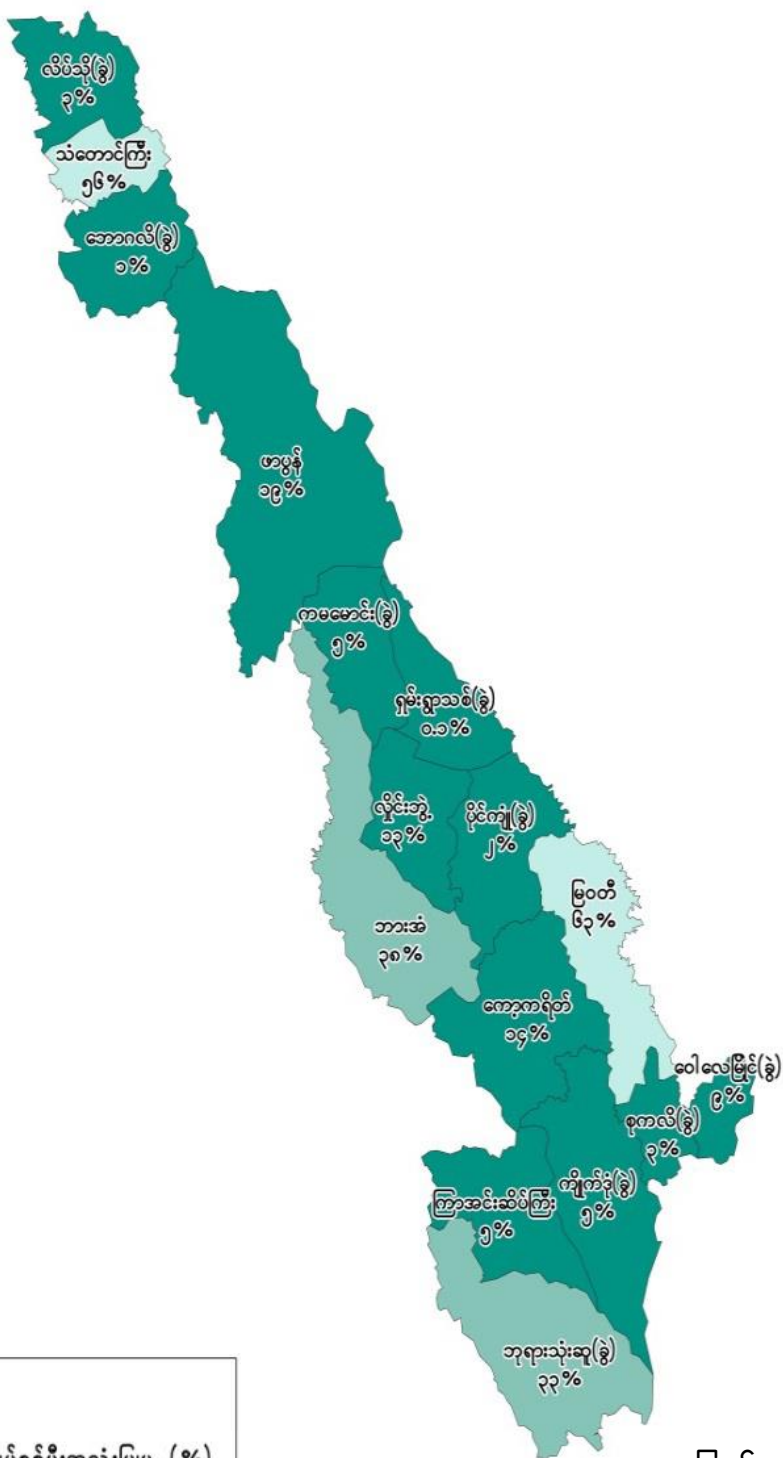 လိပ်သို(ခွဲ)
၃%
သံတောင်ကြီး
၅၆%
ဘောဂလိ(ခွဲ)
၁%
ဖာပွန်
၁၉%
ကမမောင်း(ခွဲ)
၅%
ရှမ်းရွာသစ်(ခွဲ)
၀.၁%
လှိုင်းဘွဲ့
၁၃%
ပိုင်ကျုံ(ခွဲ)
၂%
မြဝတီ
၆၃%
ဘားအံ
၃၈%
ကော့ကရိတ်
၁၄%
ဝေါလေမြိုင်(ခွဲ)
၉%
စုကလိ(ခွဲ)
၃%
ကျိုက်ဒုံ(ခွဲ)
၅%
ကြာအင်းဆိပ်ကြီး
၅%
ဘုရားသုံးဆူ(ခွဲ)
၃၃%